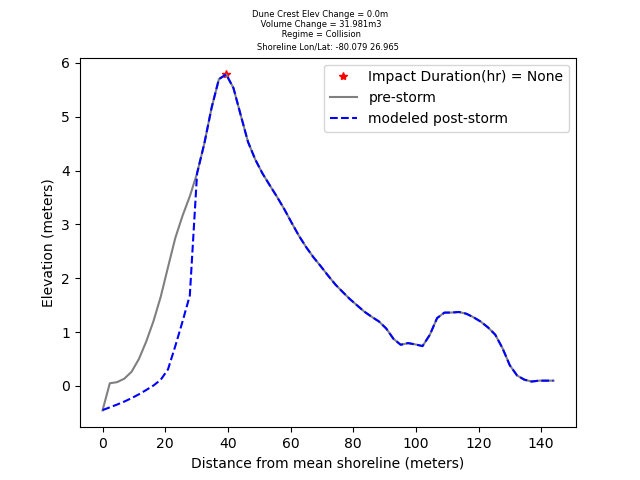 Dune Crest Elev Change = 0.0m
Volume Change = 31.981m3
Regime = Collision
Shoreline Lon/Lat: -80.079 26.965
Impact Duration(hr) = None
pre-storm
modeled post-storm
6
5
4
3
2
1
0
Elevation (meters)
0 20 40 60 80 100 120 140
Distance from mean shoreline (meters)